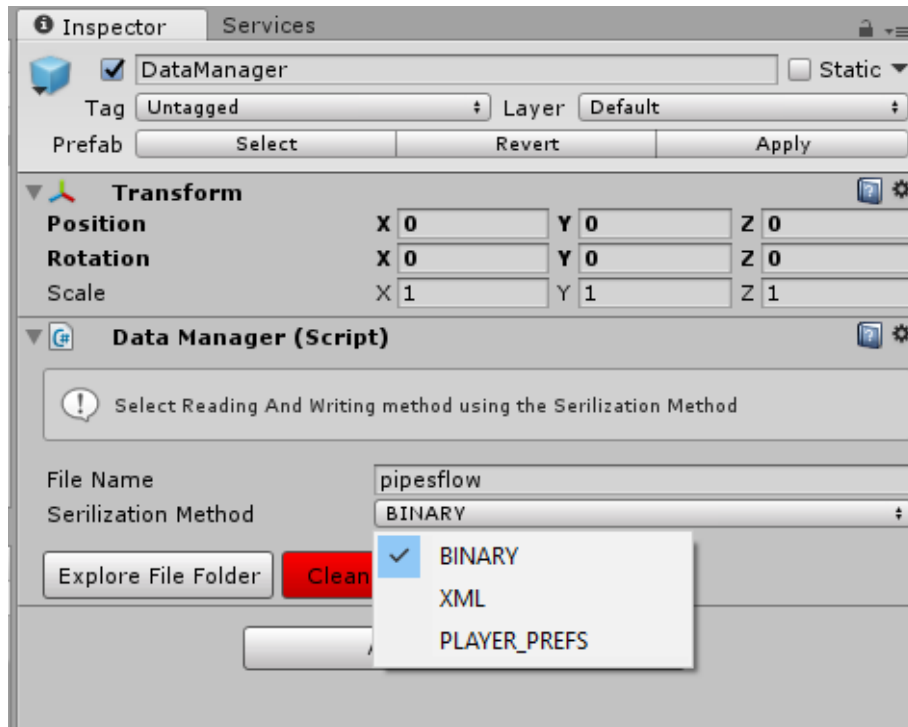 Inspector Services
DataManager Static
Tag Untagged Layer Default
Prefab Select Revert Apply
Transform
Position X 0 Y 0 Z 0
Rotation X 0 Y 0 Z 0
Scale X 1 Y 1 Z 1
Data Manager (Script)
Select Reading And Writing method using the Serilization Method
File Name pipesflow
Serilization Method BINARY
BINARY
Explore File Folder Clean
XML
PLAYER_PREFS